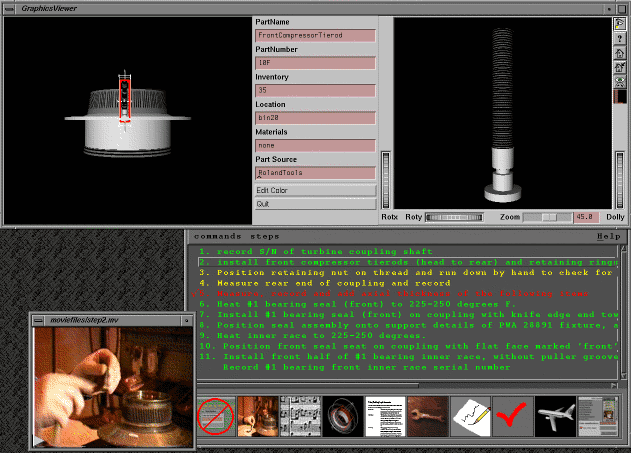 GraphicsViewer
PartName
FrontCompressorTierod
PartNumber
10F
Inventory
35
Location
bin20
Materials
none
Part Source
RolandTools
Edit Color
Quit
Rotx Roty Zoom 45.0 Dolly
commands steps Help
1. record S/N of turbine coupling shaft
2. install front compressor tierods (head to rear) and retaining rings
3. Position retaining nut on thread and run down by hand to check for
4. Measure rear end of coupling and record
6. Heat #1 bearing seal (front) to 225-250 degrees F.
7. Install #1 bearing seal (front) on coupling with knife edge end tow
8. Position seal assembly onto support details of PWA 28891 fixture, a
9. Heat inner race to 225-250 degrees.
10. Position front seal seat on coupling with flat face marked 'front'
11. Install front half of #1 bearing inner race, without puller groove
Record #1 bearing front inner race serial number
moviefiles/step2.mv